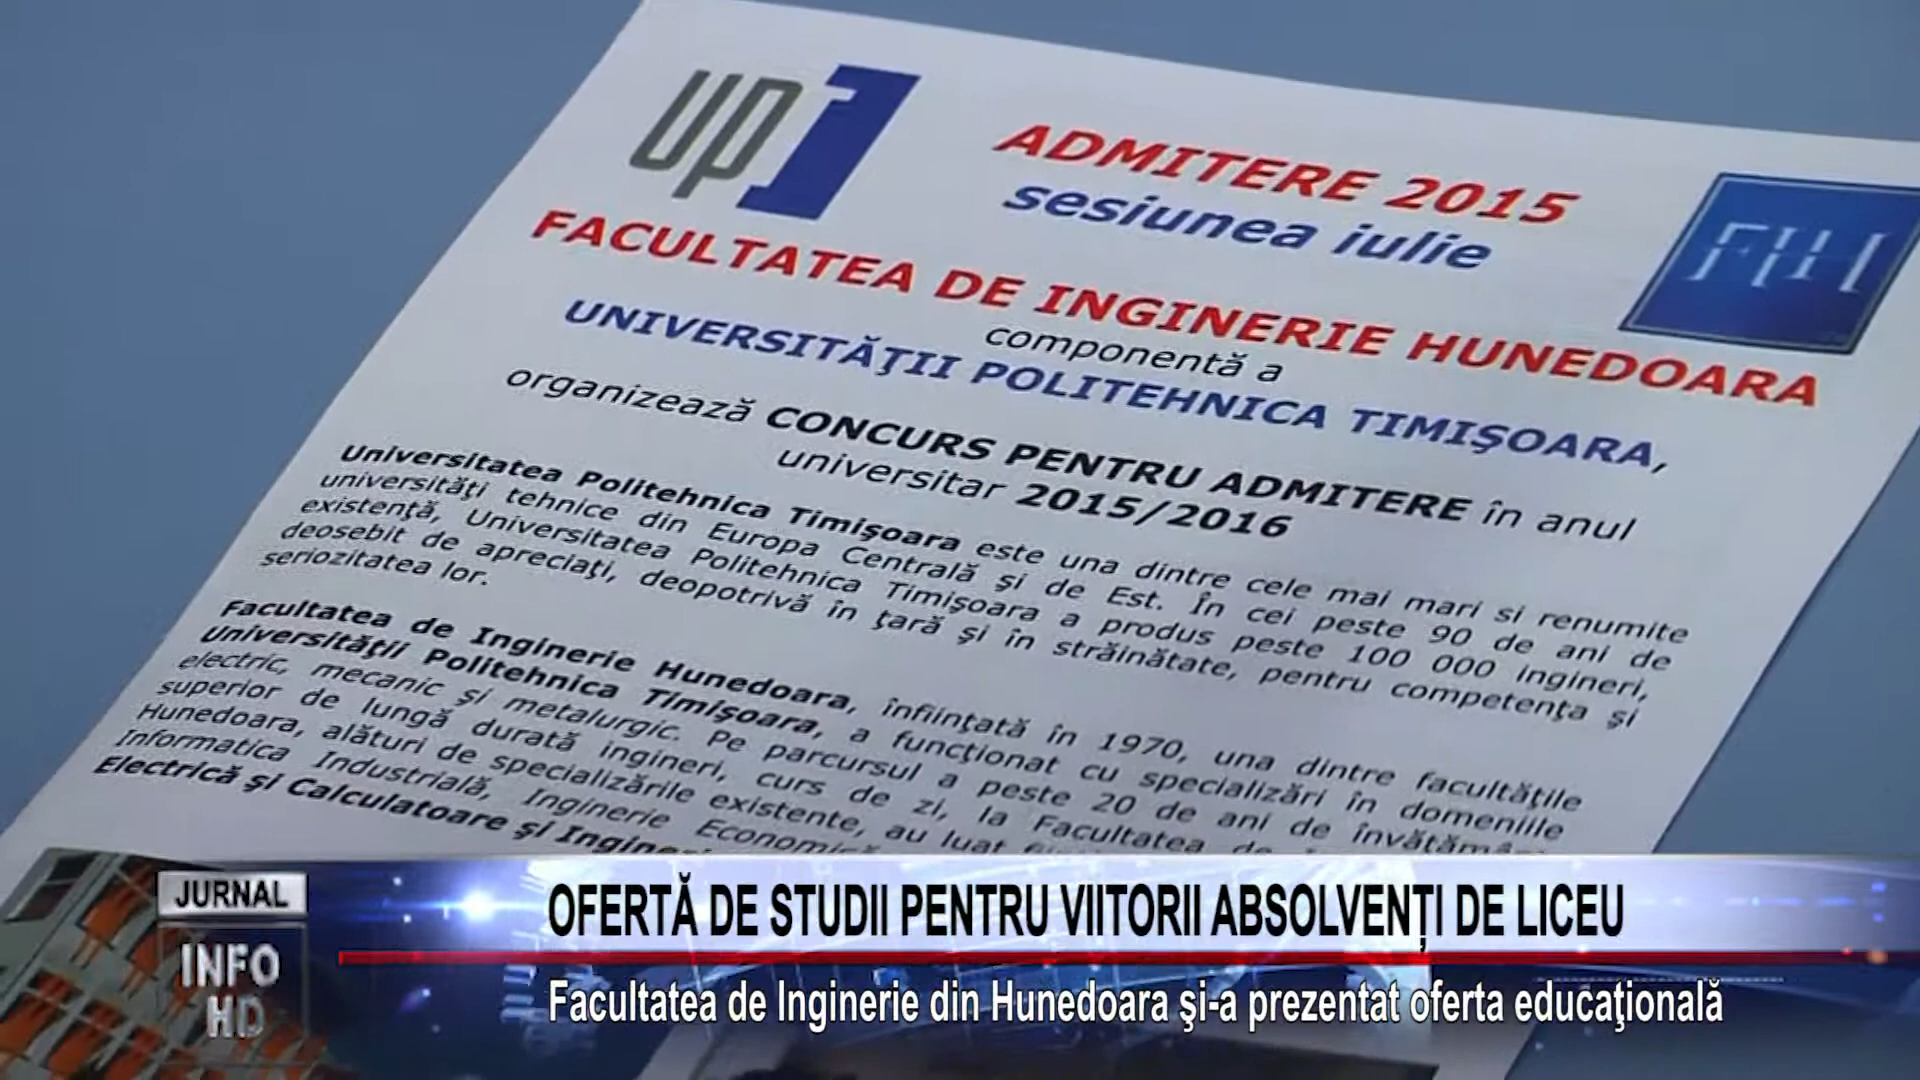 UPT
ADMITERE 2015
sesiunea iulie
FHI
FACULTATEA DE INGINERIE HUNEDOARA
componentă a
UNIVERSITĂŢII POLITEHNICA TIMIŞOARA,
organizează CONCURS PENTRU ADMITERE în anul
universitar 2015/2016
Universitatea Politehnica Timişoara este una dintre cele mai mari si renumite
universităţi tehnice din Europa Centrală şi de Est. În cei peste 90 de ani de
existenţă, Universitatea Politehnica Timişoara a produs peste 100 000 ingineri,
deosebit de apreciaţi, deopotrivă în ţară şi în străinătate, pentru competenţa şi
seriozitatea lor.
Facultatea de Inginerie Hunedoara, înfiinţată în 1970, una dintre facultăţile
Universităţii Politehnica Timişoara, a funcţionat cu specializări în domeniile
electric, mecanic şi metalurgic. Pe parcursul a peste 20 de ani de învăţământ
superior de lungă durată ingineri, curs de zi, la Facultatea de
Hunedoara, alături de specializările existente, au luat
Informatica Industrială, Inginerie Economică
Electrică şi Calculatoare şi
JURNAL
INFO
HD
OFERTĂ DE STUDII PENTRU VIITORII ABSOLVENȚI DE LICEU
Facultatea de Inginerie din Hunedoara şi-a prezentat oferta educaţională